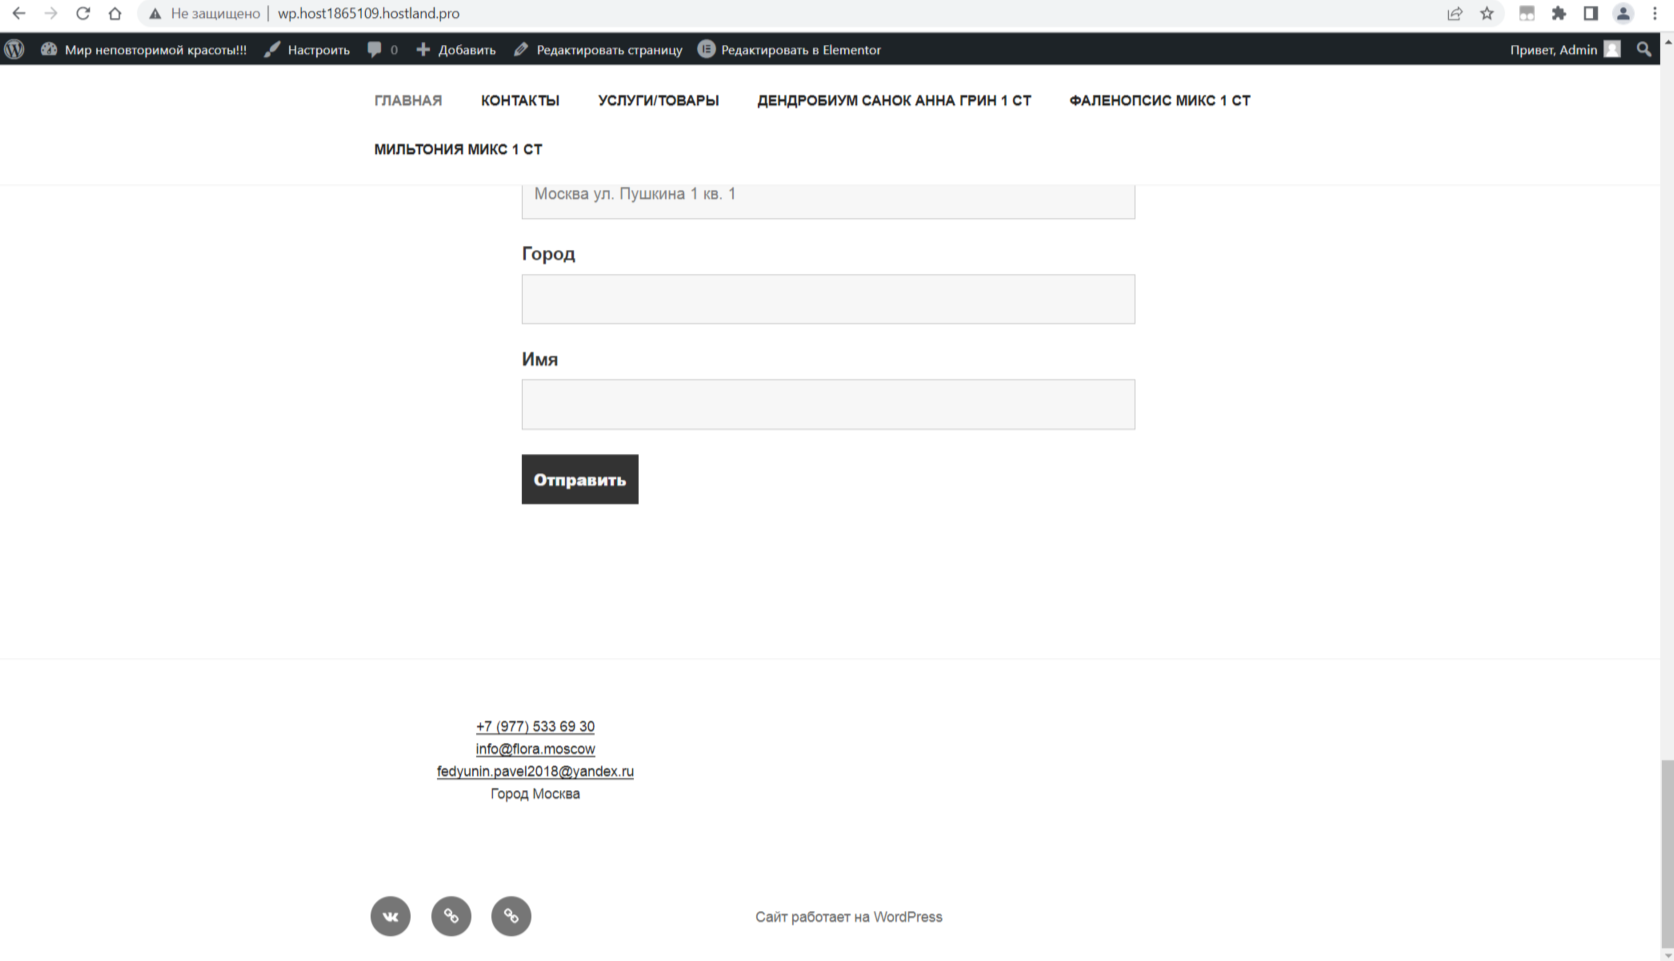 Не защищено | wp.host1865109.hostland.pro
Мир неповторимой красоты!!! Настроить 0 Добавить Редактировать страницу Редактировать в Elementor Привет, Admin
ГЛАВНАЯ КОНТАКТЫ УСЛУГИ/ТОВАРЫ ДЕНДРОБИУМ САНОК АННА ГРИН 1 СТ ФАЛЕНОПСИС МИКС 1 СТ
МИЛЬТОНИЯ МИКС 1 СТ
Москва ул. Пушкина 1 кв. 1
Город
Имя
Отправить
+7 (977) 533 69 30
info@flora.moscow
fedyunin.pavel2018@yandex.ru
Город Москва
Сайт работает на WordPress